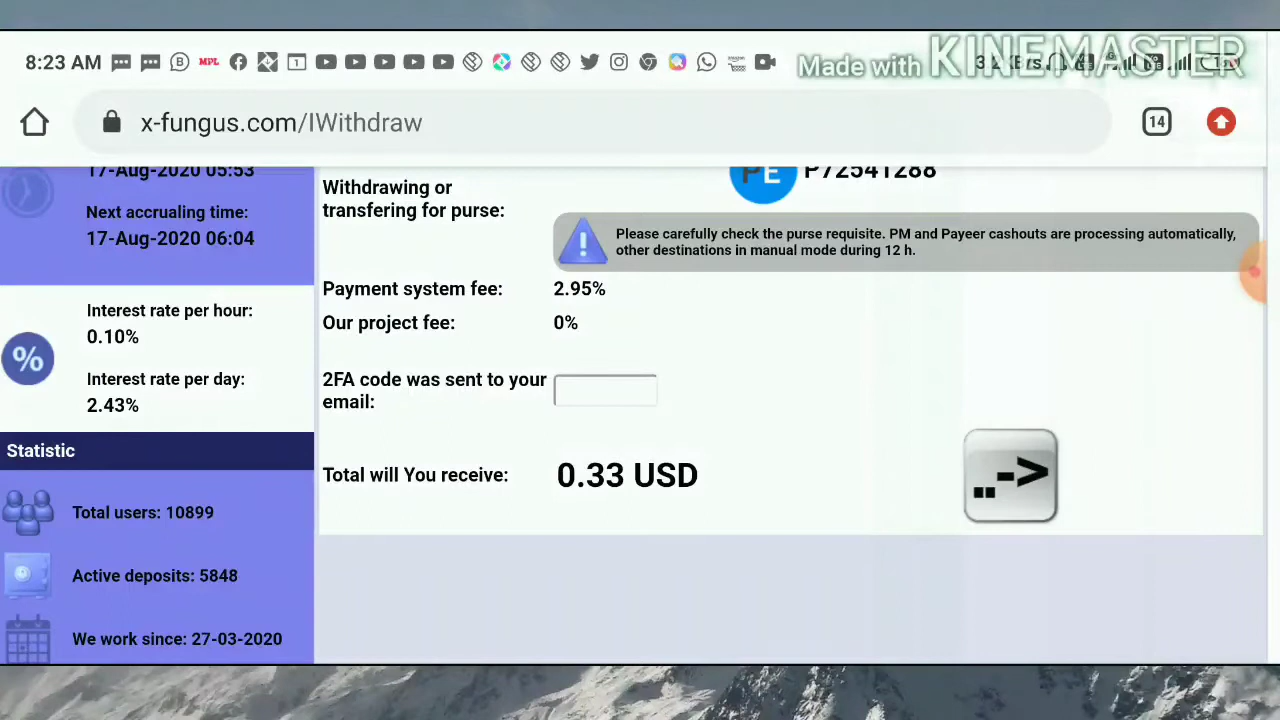 8:23 AM
Made with KINEMASTER
x-fungus.com/IWithdraw
14
17-Aug-2020 05:53
Next accrualing time:
17-Aug-2020 06:04
Interest rate per hour:
0.10%
%
Interest rate per day:
2.43%
Statistic
Total users: 10899
Active deposits: 5848
We work since: 27-03-2020
PE P72541288
Withdrawing or
transfering for purse:
Please carefully check the purse requisite. PM and Payeer cashouts are processing automatically,
other destinations in manual mode during 12 h.
Payment system fee: 2.95%
Our project fee: 0%
2FA code was sent to your
email:
Total will You receive: 0.33 USD
..->